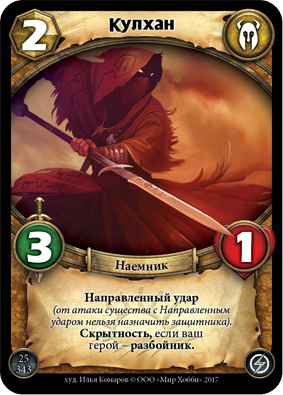 2
Кулхан
3
1
Наемник
Направленный удар
(от атаки существа с Направленным
ударом нельзя назначить защитника).
Скрытность, если ваш
герой – разбойник.
25
343
худ. Илья Комаров © ООО «Мир Хобби» 2017